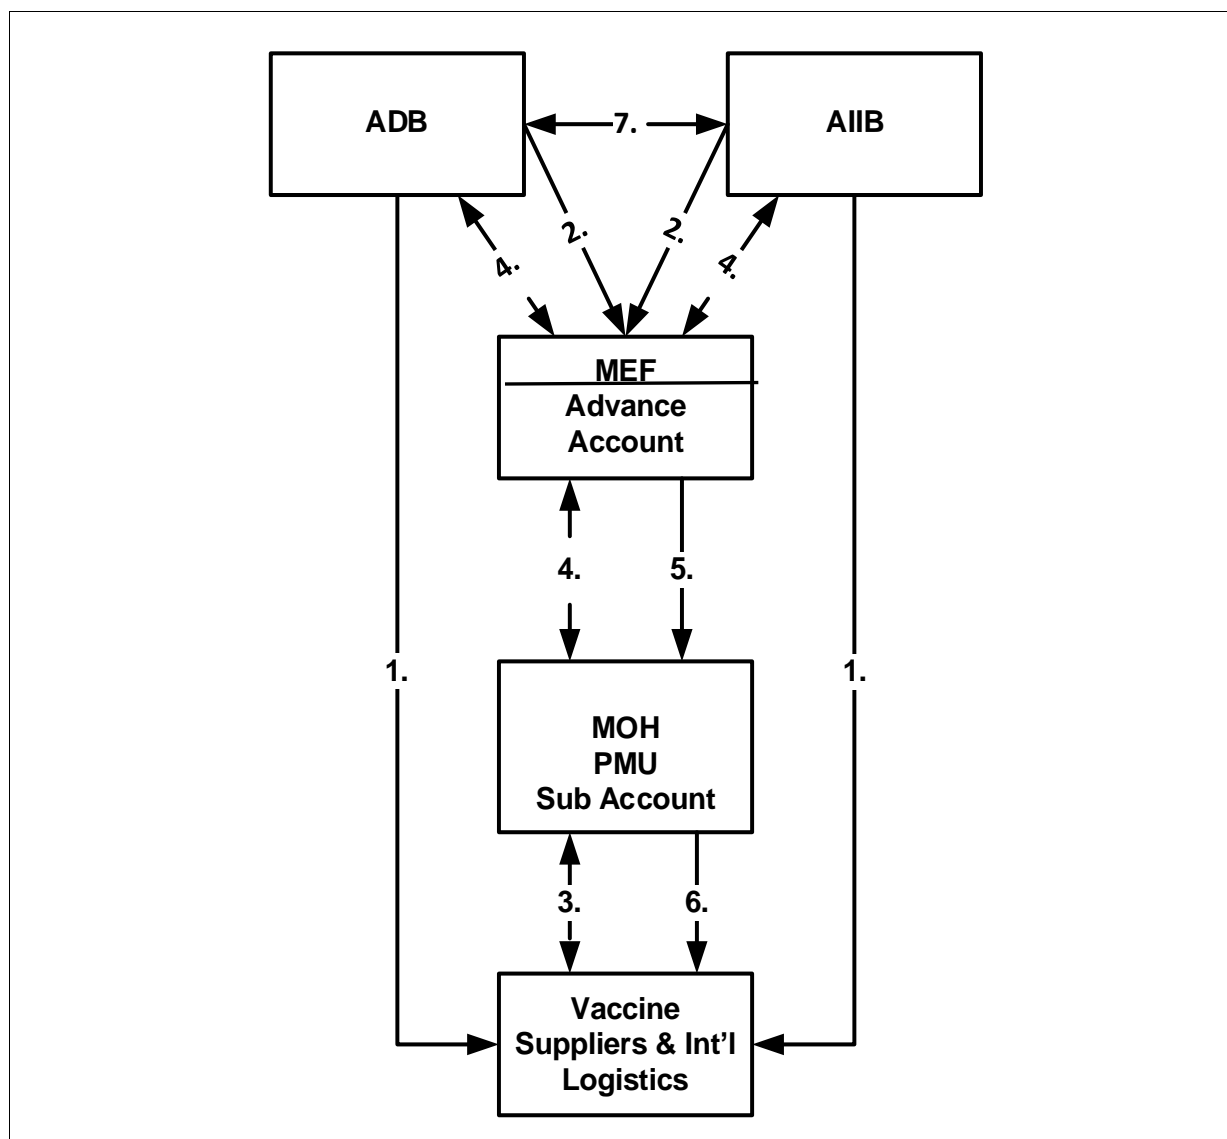 ADB
7.
AIIB
2.
2.
4.
4.
MEF
Advance
Account
4.
5.
1.
1.
MOH
PMU
Sub Account
3.
6.
Vaccine
Suppliers & Int’l
Logistics